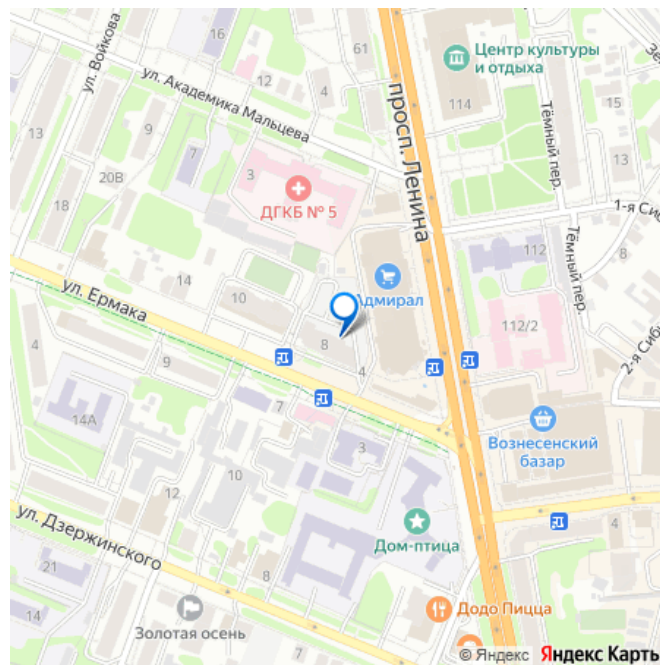 ул. Войкова
16
61
Центр культуры
и отдыха
114
ул. Академика Мальцева
12
4
просп. Ленина
Тёмный пер.
15
13
9
7
3
13
20В
ДГКБ № 5
18
1-я Сиб
Тёмный пер.
112
8
14
ул. Ермака
10
Адмирал
112/2
8
4
2-я Сиб
4
9
7
14А
3
Вознесенский
базар
10
12
ул. Дзержинского
Дом-птица
4
21
8
14
Золотая осень
Додо Пицца
© Яндекс Яндекс Карты